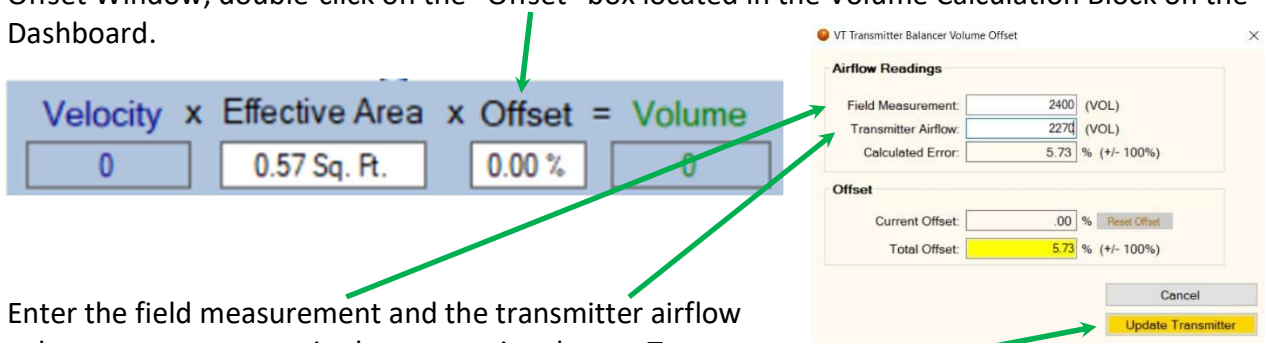 Offset Window, double-click on the "Offset" box located in the Volume Calculation Block on the
Dashboard.
Velocity x Effective Area x Offset = Volume
0 0.57 Sq. Ft. 0.00 % 0
VT Transmitter Balancer Volume Offset
Airflow Readings
Field Measurement: 2400 (VOL)
Transmitter Airflow: 2270 (VOL)
Calculated Error: 5.73 % (+/- 100%)
Offset
Current Offset: .00 % Reset Offset
Total Offset: 5.73 % (+/- 100%)
Cancel
Update Transmitter
Enter the field measurement and the transmitter airflow